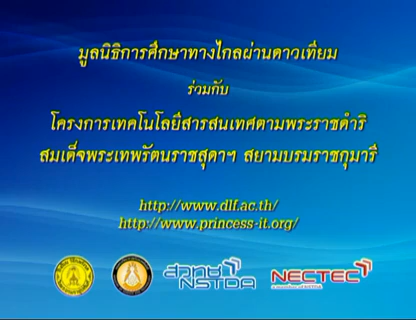 มูลนิธิการศึกษาทางไกลผ่านดาวเทียม
ร่วมกับ
โครงการเทคโนโลยีสารสนเทศตามพระราชดำริ
สมเด็จพระเทพรัตนราชสุดาฯ สยามบรมราชกุมารี
http://www.dlf.ac.th/
http://www.princess-it.org/
สวทช
NSTDA
NECTEC
a member of NSTDA